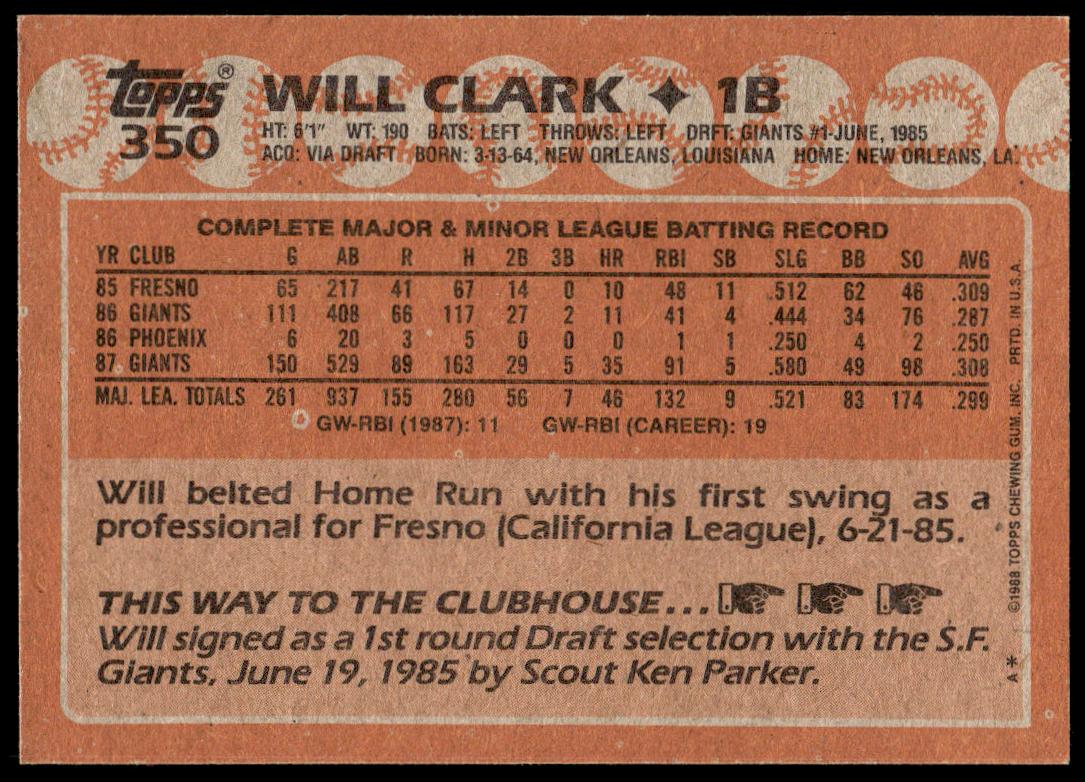 Topps® WILL CLARK ✦ 1B
350 HT: 6'1" WT: 190 BATS: LEFT THROWS: LEFT DRFT: GIANTS #1-JUNE, 1985
ACQ: VIA DRAFT BORN: 3-13-64, NEW ORLEANS, LOUISIANA HOME: NEW ORLEANS, LA.
COMPLETE MAJOR & MINOR LEAGUE BATTING RECORD
YR CLUB G AB R H 2B 3B HR RBI SB SLG BB SO AVG
85 FRESNO 65 217 41 67 14 0 10 48 11 .512 62 46 .309
86 GIANTS 111 408 66 117 27 2 11 41 4 .444 34 76 .287
86 PHOENIX 6 20 3 5 0 0 0 1 1 .250 4 2 .250
87 GIANTS 150 529 89 163 29 5 35 91 5 .580 49 98 .308
MAJ. LEA. TOTALS 261 937 155 280 56 7 46 132 9 .521 83 174 .299
GW-RBI (1987): 11 GW-RBI (CAREER): 19
Will belted Home Run with his first swing as a
professional for Fresno (California League), 6-21-85.
THIS WAY TO THE CLUBHOUSE...
Will signed as a 1st round Draft selection with the S.F.
Giants, June 19, 1985 by Scout Ken Parker.
A* ©1988 TOPPS CHEWING GUM, INC. PRTD. IN U.S.A.